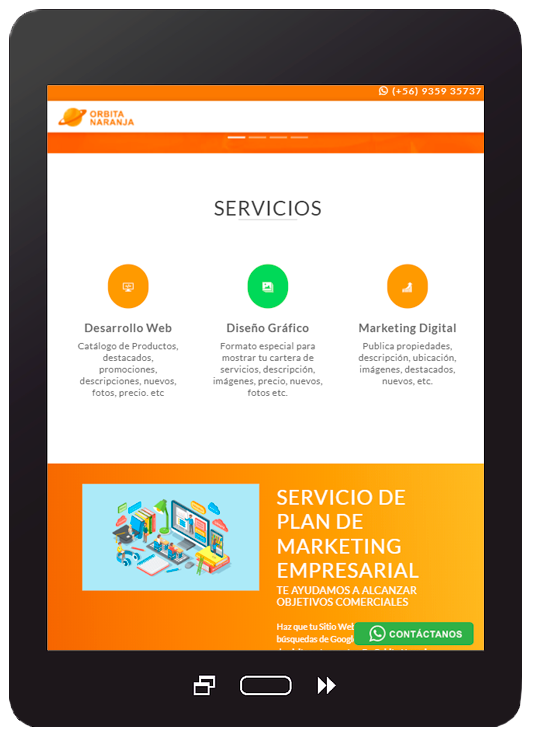 (+56) 9359 35737
ORBITA
NARANJA
SERVICIOS
Desarrollo Web
Catálogo de Productos,
destacados,
promociones,
descripciones, nuevos,
fotos, precio. etc
Diseño Gráfico
Formato especial para
mostrar tu cartera de
servicios, descripción,
imágenes, precio, nuevos,
fotos etc.
Marketing Digital
Publica propiedades,
descripción, ubicación,
imágenes, destacados,
nuevos, etc.
SERVICIO DE
PLAN DE
MARKETING
EMPRESARIAL
TE AYUDAMOS A ALCANZAR
OBJETIVOS COMERCIALES
Haz que tu Sitio Web
búsquedas de Google
CONTÁCTANOS